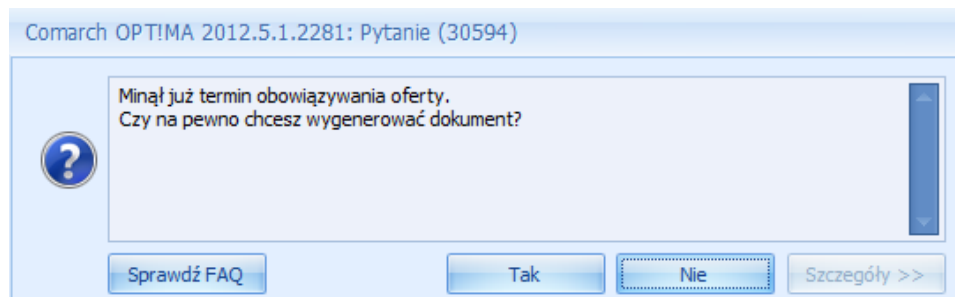 Comarch OPT!MA 2012.5.1.2281: Pytanie (30594)
Minął już termin obowiązywania oferty.
Czy na pewno chcesz wygenerować dokument?
Sprawdź FAQ
Tak
Nie
Szczegóły >>